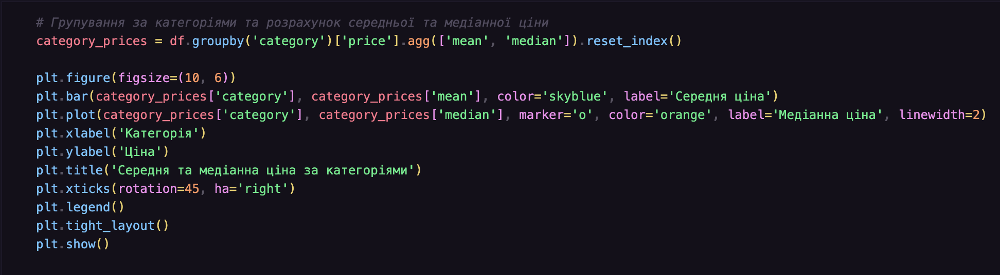 # Групування за категоріями та розрахунок середньої та медіанної ціни
category_prices = df.groupby('category')['price'].agg(['mean', 'median']).reset_index()
plt.figure(figsize=(10, 6))
plt.bar(category_prices['category'], category_prices['mean'], color='skyblue', label='Середня ціна')
plt.plot(category_prices['category'], category_prices['median'], marker='o', color='orange', label='Медіанна ціна', linewidth=2)
plt.xlabel('Категорія')
plt.ylabel('Ціна')
plt.title('Середня та медіанна ціна за категоріями')
plt.xticks(rotation=45, ha='right')
plt.legend()
plt.tight_layout()
plt.show()